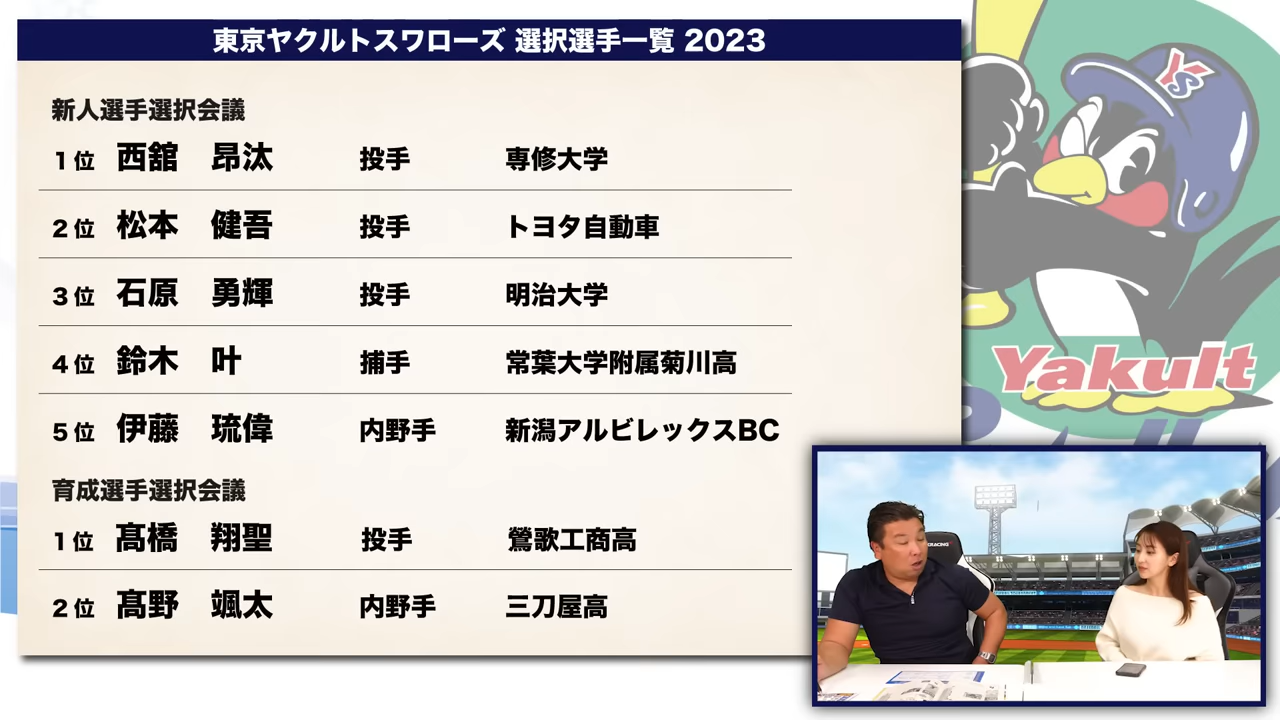 東京ヤクルトスワローズ 選択選手一覧 2023
新人選手選択会議
1位 西舘 昂汰 投手 専修大学
2位 松本 健吾 投手 トヨタ自動車
3位 石原 勇輝 投手 明治大学
4位 鈴木 叶 捕手 常葉大学附属菊川高
5位 伊藤 琉偉 内野手 新潟アルビレックスBC
育成選手選択会議
1位 髙橋 翔聖 投手 鶯歌工商高
2位 髙野 颯太 内野手 三刀屋高
YS
Yakult
RACING